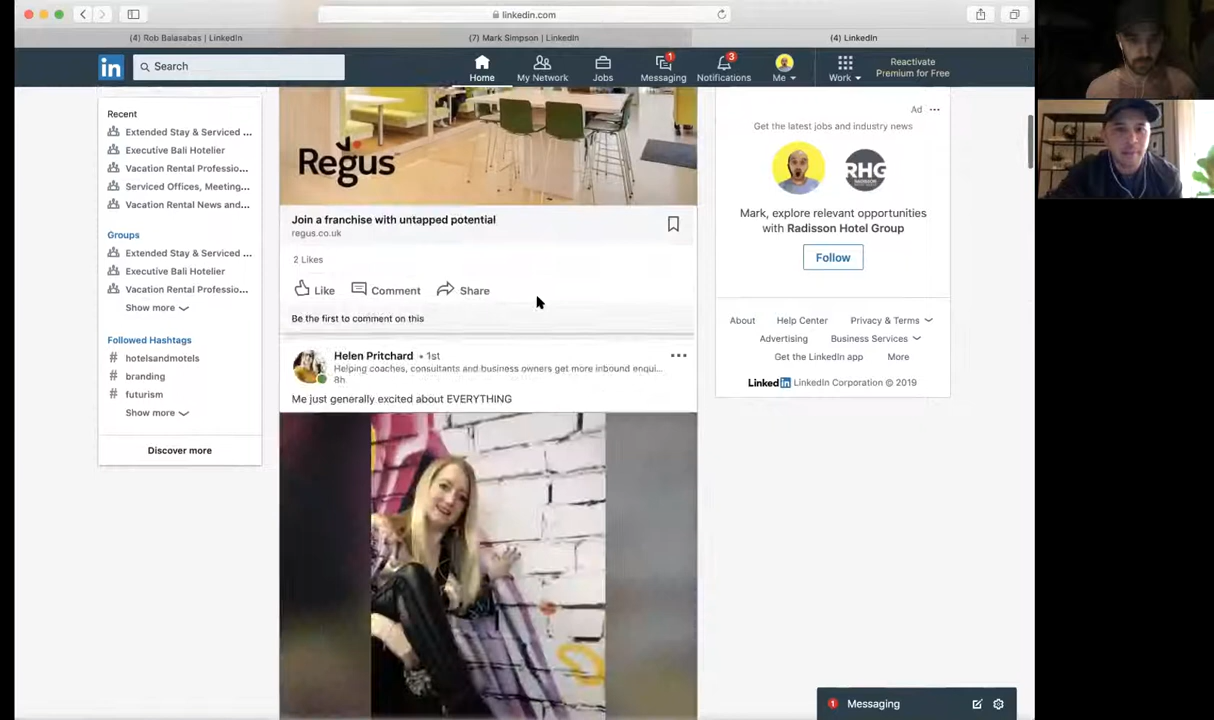 linkedin.com
(4) Rob Balasabas | LinkedIn
(7) Mark Simpson | LinkedIn
(4) LinkedIn
in
Search
Home
My Network
Jobs
1
Messaging
3
Notifications
Me
Work
Reactivate
Premium for Free
Recent
Extended Stay & Serviced ...
Executive Bali Hotelier
Vacation Rental Professio...
Serviced Offices, Meeting...
Vacation Rental News and...
Groups
Extended Stay & Serviced ...
Executive Bali Hotelier
Vacation Rental Professio...
Show more
Followed Hashtags
# hotelsandmotels
# branding
# futurism
Show more
Discover more
Regus
Join a franchise with untapped potential
regus.co.uk
2 Likes
Like
Comment
Share
Be the first to comment on this
Helen Pritchard • 1st
Helping coaches, consultants and business owners get more inbound enqui...
8h
Me just generally excited about EVERYTHING
Ad
Get the latest jobs and industry news
RHG
RADISSON
Mark, explore relevant opportunities
with Radisson Hotel Group
Follow
About
Help Center
Privacy & Terms
Advertising
Business Services
Get the LinkedIn app
More
LinkedIn LinkedIn Corporation © 2019
1
Messaging